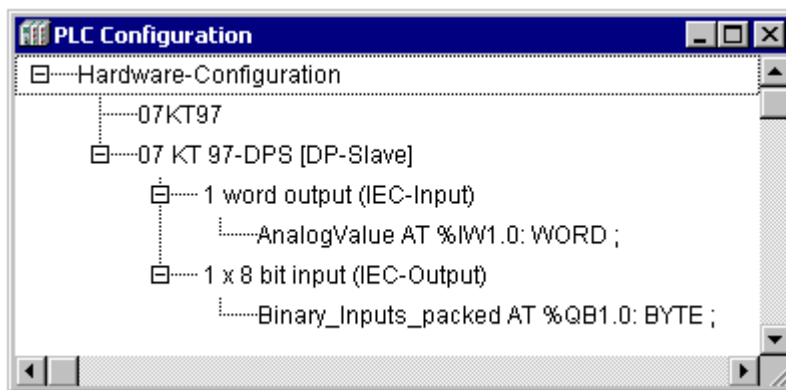 PLC Configuration
Hardware-Configuration
07KT97
07 KT 97-DPS [DP-Slave]
1 word output (IEC-Input)
AnalogValue AT %IW1.0: WORD ;
1 x 8 bit input (IEC-Output)
Binary_Inputs_packed AT %QB1.0: BYTE ;